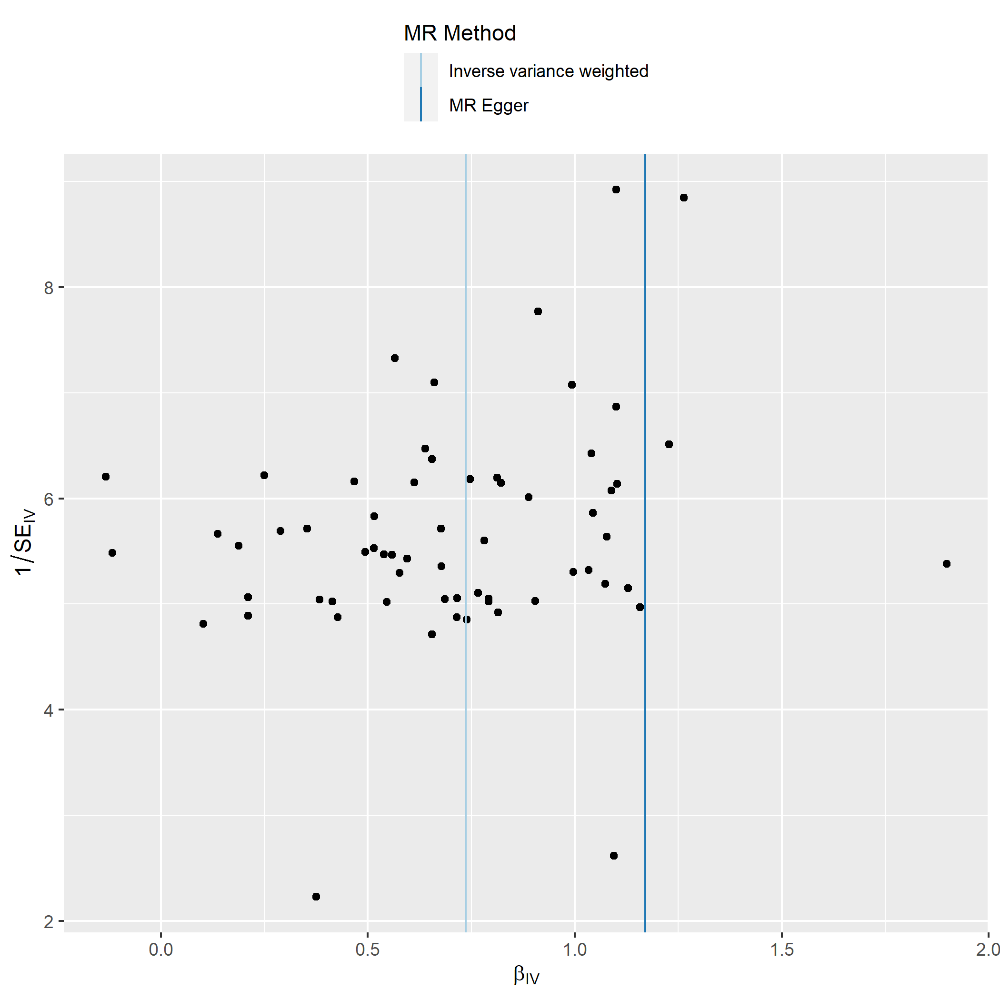 MR Method
Inverse variance weighted
MR Egger
8
6
4
2
1/SE_IV
0.0 0.5 1.0 1.5 2.0
β_IV